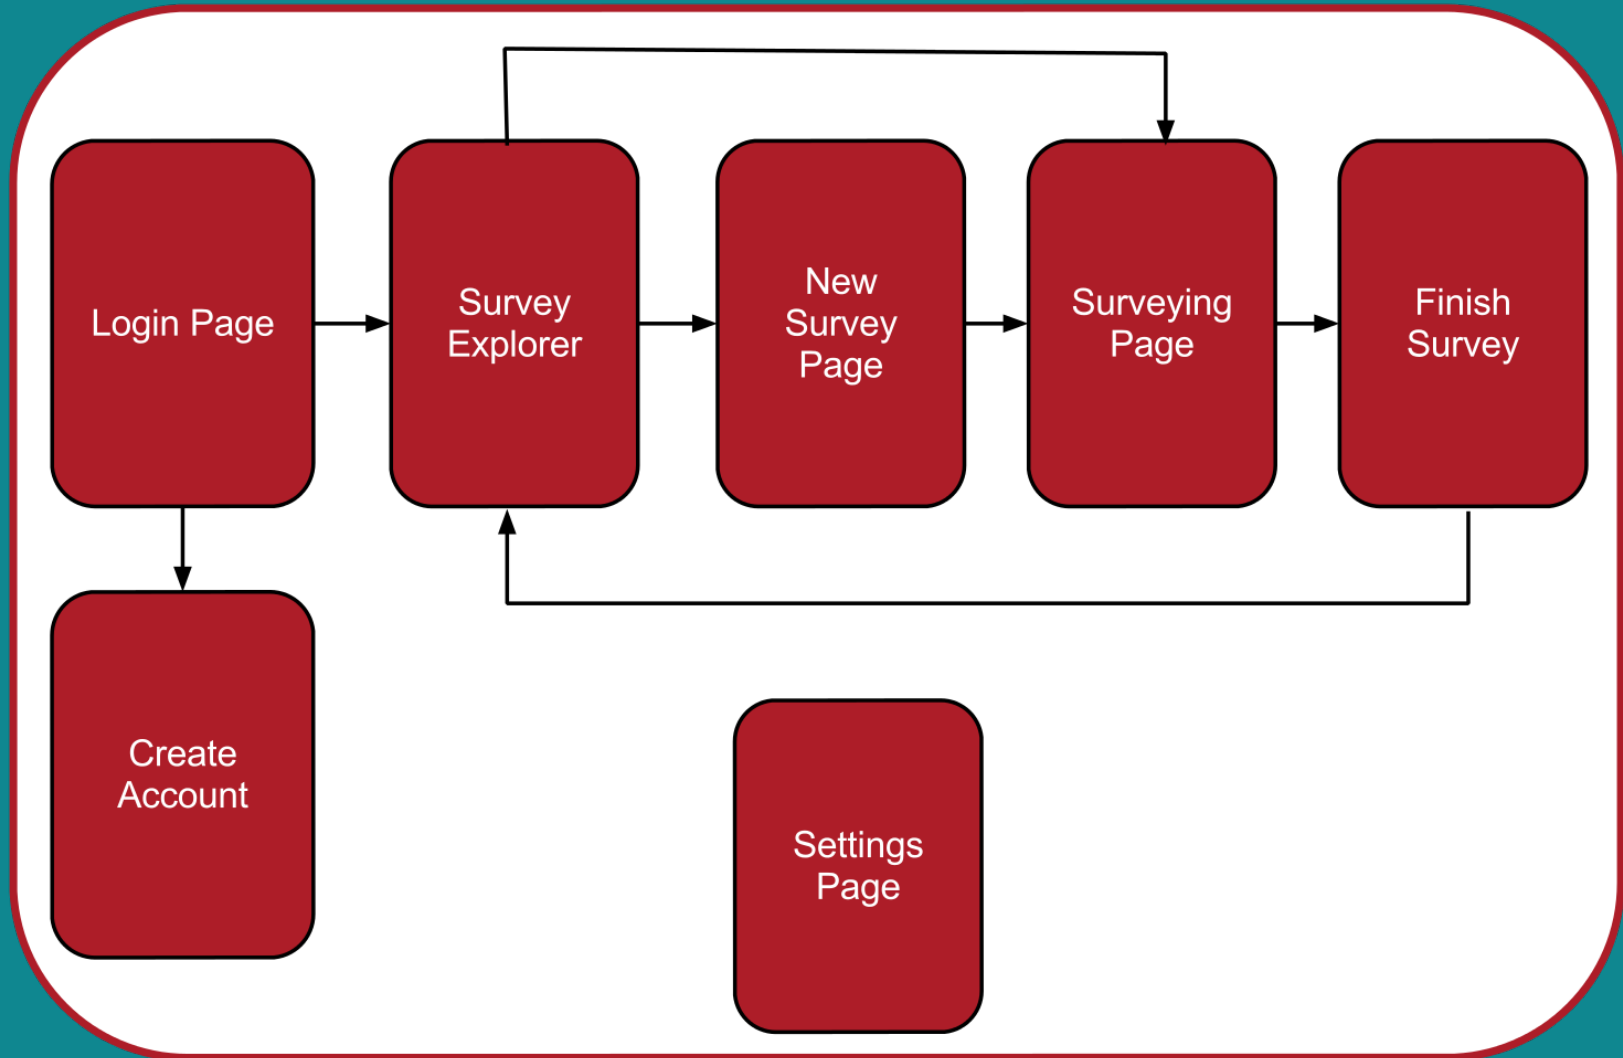 Login Page
Survey
Explorer
New
Survey
Page
Surveying
Page
Finish
Survey
Create
Account
Settings
Page